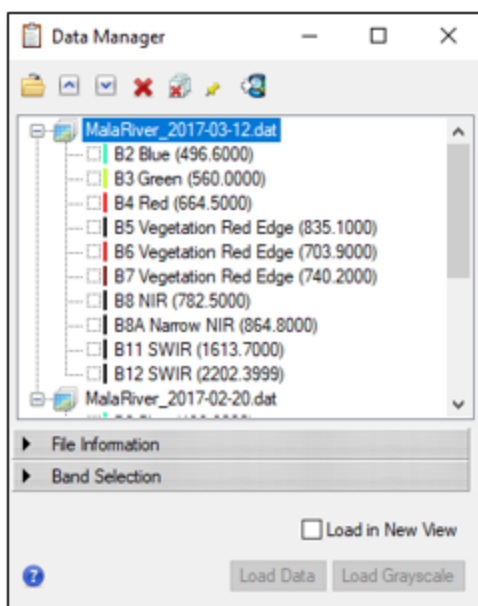 Data Manager
MalaRiver_2017-03-12.dat
B2 Blue (496.6000)
B3 Green (560.0000)
B4 Red (664.5000)
B5 Vegetation Red Edge (835.1000)
B6 Vegetation Red Edge (703.9000)
B7 Vegetation Red Edge (740.2000)
B8 NIR (782.5000)
B8A Narrow NIR (864.8000)
B11 SWIR (1613.7000)
B12 SWIR (2202.3999)
MalaRiver_2017-02-20.dat
File Information
Band Selection
Load in New View
Load Data Load Grayscale